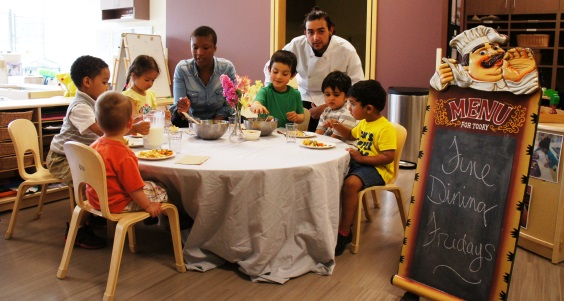 MENU
FOR TODAY
Fine
Dining
Fridays